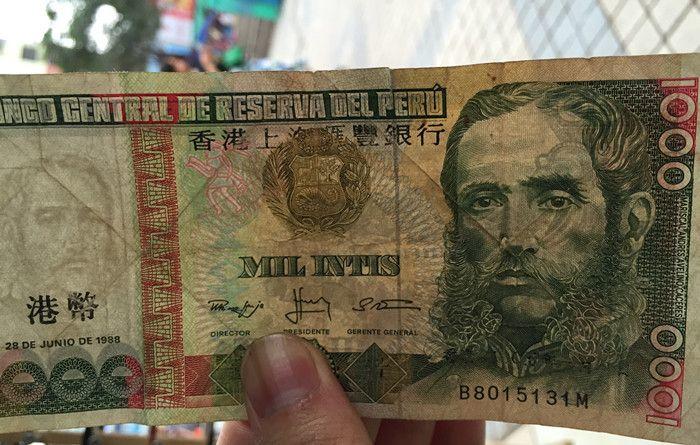 BANCO CENTRAL DE RESERVA DEL PERÚ
香港上海滙豐銀行
1000
MIL INTIS
港幣
28 DE JUNIO DE 1988
DIRECTOR
PRESIDENTE
GERENTE GENERAL
B8015131M
1000